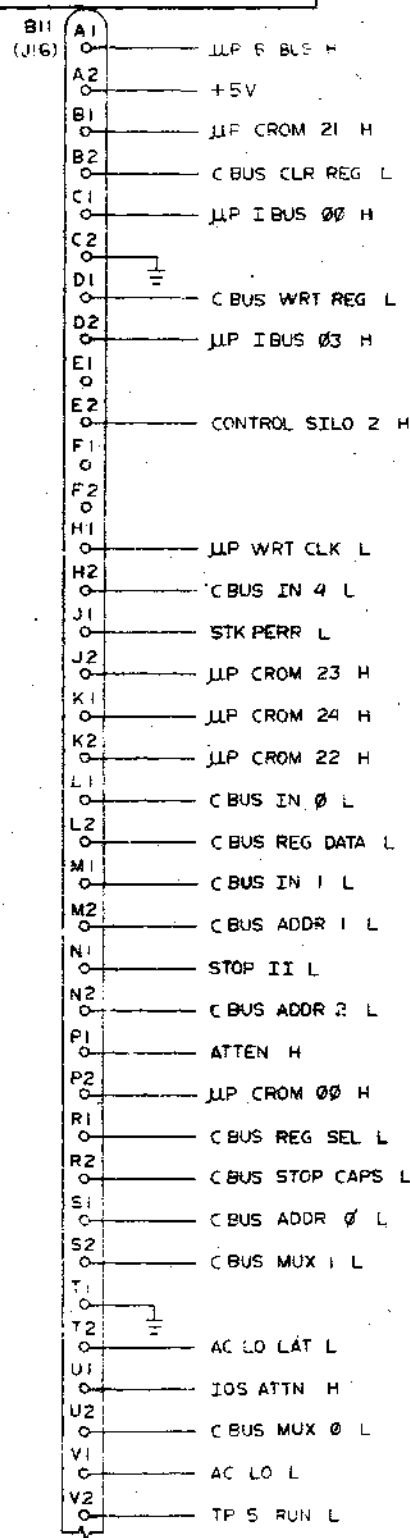 B11
(J16)
A1 μP 6 BUS H
A2 +5V
B1 μP CROM 21 H
B2 C BUS CLR REG L
C1 μP I BUS 00 H
C2
D1 C BUS WRT REG L
D2 μP I BUS 03 H
E1
E2 CONTROL SILO 2 H
F1
F2
H1 μP WRT CLK L
H2 C BUS IN 4 L
J1 STK PERR L
J2 μP CROM 23 H
K1 μP CROM 24 H
K2 μP CROM 22 H
L1 C BUS IN 0 L
L2 C BUS REG DATA L
M1 C BUS IN 1 L
M2 C BUS ADDR 1 L
N1 STOP II L
N2 C BUS ADDR 2 L
P1 ATTEN H
P2 μP CROM 00 H
R1 C BUS REG SEL L
R2 C BUS STOP CAPS L
S1 C BUS ADDR 0 L
S2 C BUS MUX 1 L
T1
T2 AC LO LAT L
U1 IOS ATTN H
U2 C BUS MUX 0 L
V1 AC LO L
V2 TP 5 RUN L